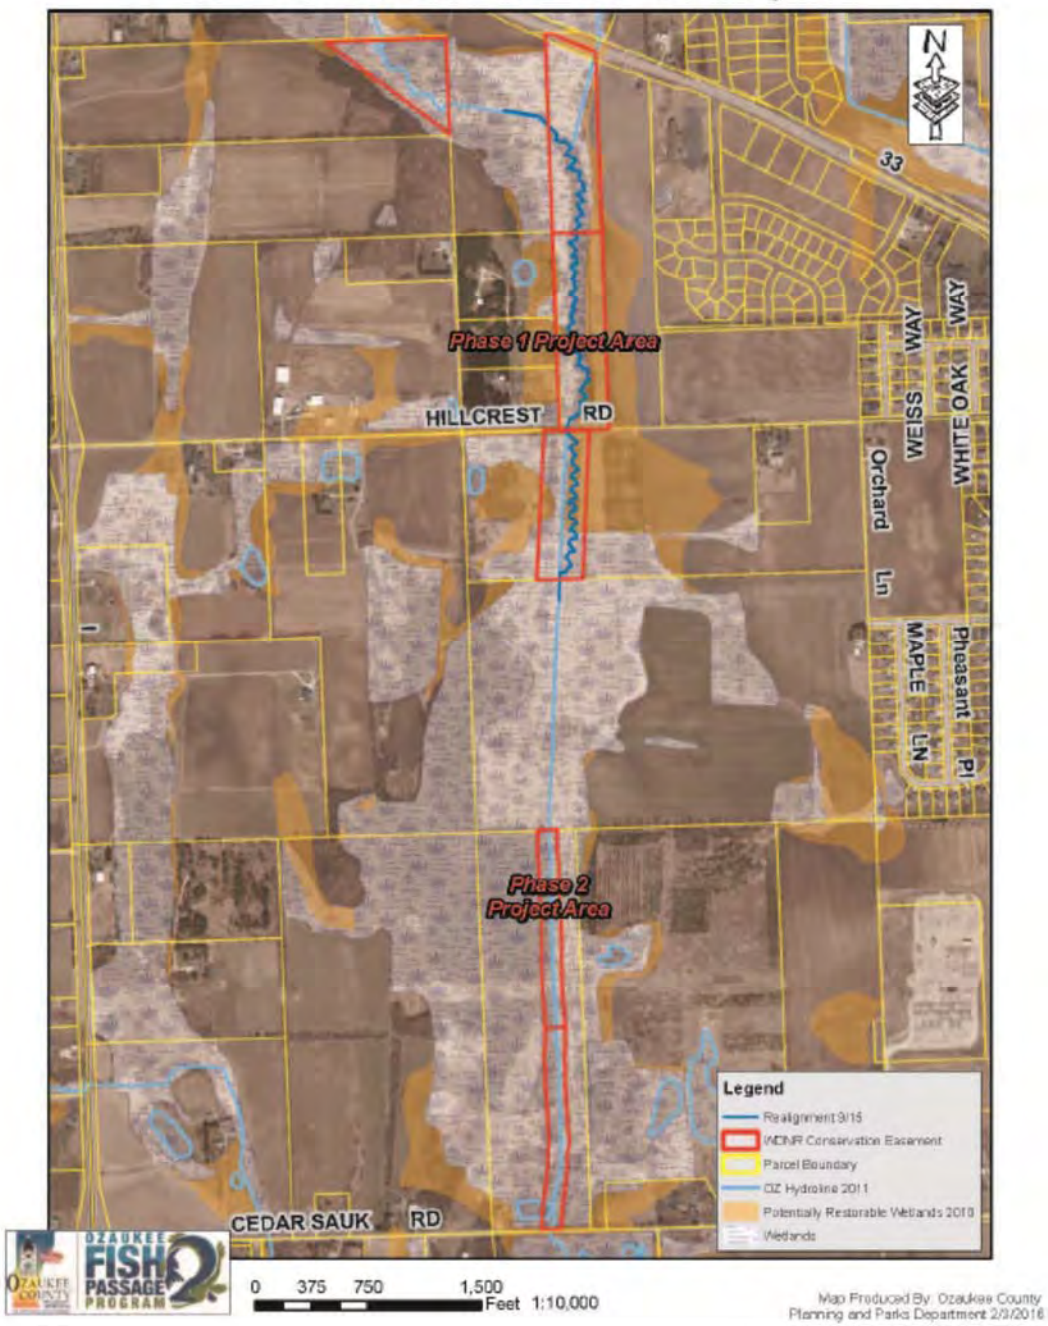 N
33
WEISS WAY
WHITE OAK WAY
Phase 1 Project Area
HILLCREST RD
Orchard Ln
MAPLE LN
Pheasant Pl
Phase 2
Project Area
CEDAR SAUK RD
Legend
Realignment 9/15
WDNR Conservation Easement
Parcel Boundary
OZ Hydroline 2011
Potentially Restorable Wetlands 2010
Wetlands
OZAUKEE
COUNTY
OZAUKEE
FISH
PASSAGE
PROGRAM
0 375 750 1,500
Feet 1:10,000
Map Produced By: Ozaukee County
Planning and Parks Department 2/3/2016